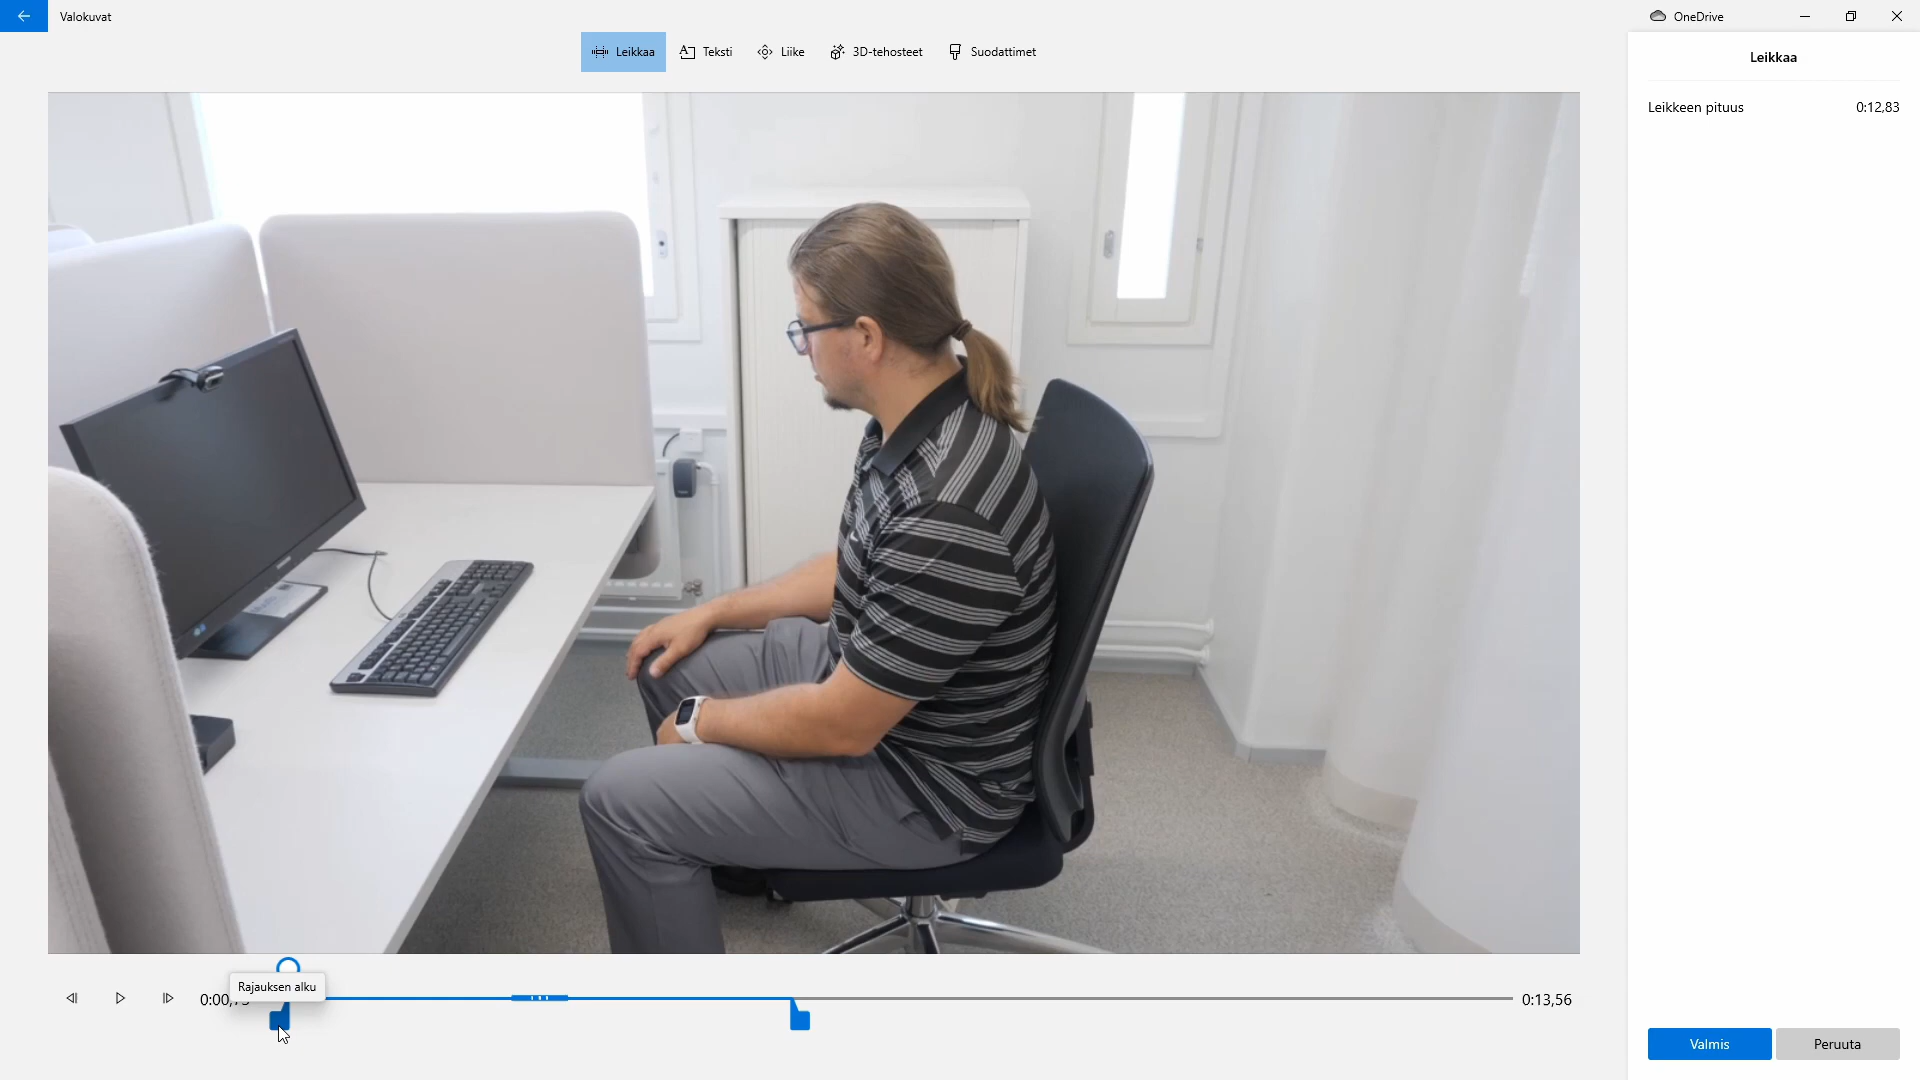 Valokuvat
OneDrive
Leikkaa
Teksti
Liike
3D-tehosteet
Suodattimet
Leikkaa
Leikkeen pituus
0:12,83
Rajauksen alku
0:13,56
Valmis
Peruuta